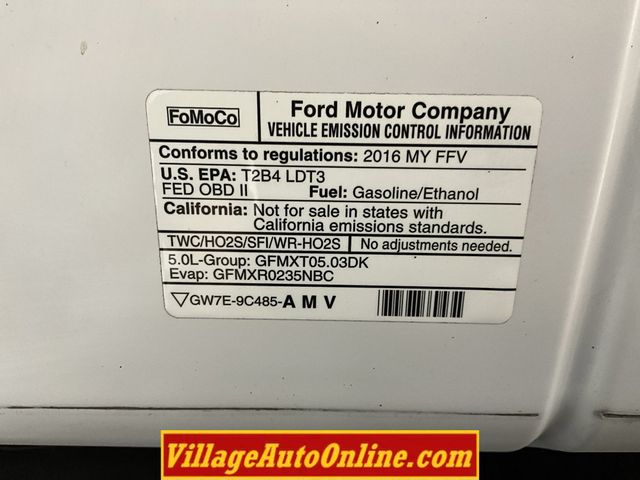 FoMoCo
Ford Motor Company
VEHICLE EMISSION CONTROL INFORMATION
Conforms to regulations: 2016 MY FFV
U.S. EPA: T2B4 LDT3
FED OBD II Fuel: Gasoline/Ethanol
California: Not for sale in states with
California emissions standards.
TWC/HO2S/SFI/WR-HO2S No adjustments needed.
5.0L-Group: GFMXT05.03DK
Evap: GFMXR0235NBC
GW7E-9C485-A M V
VillageAutoOnline.com